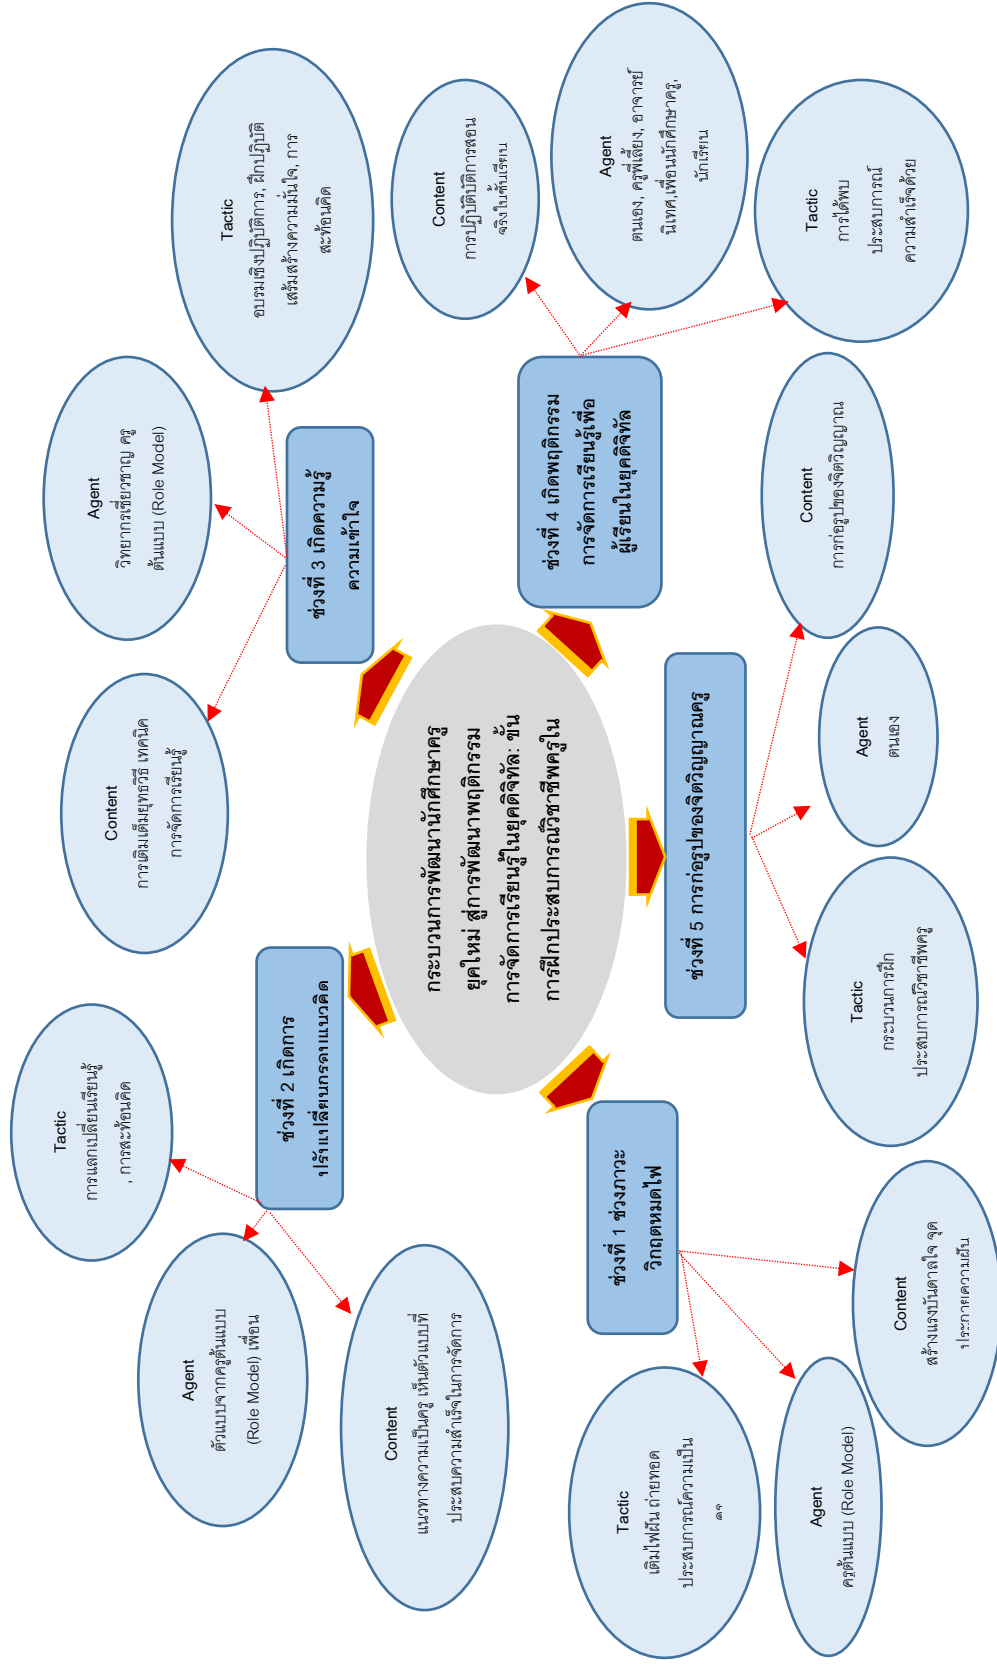 กระบวนการพัฒนานักศึกษาครู
ยุคใหม่ สู่การพัฒนาพฤติกรรม
การจัดการเรียนรู้ในยุคดิจิทัล: ขั้น
การฝึกประสบการณ์วิชาชีพครูใน
ช่วงที่ 1 ช่วงภาวะ
วิกฤตหมดไฟ
Tactic
เติมไฟฝัน ถ่ายทอด
ประสบการณ์ความเป็น
ครู
Agent
ครูต้นแบบ (Role Model)
Content
สร้างแรงบันดาลใจ จุด
ประกายความฝัน
ช่วงที่ 2 เกิดการ
ปรับเปลี่ยนกรอบแนวคิด
Tactic
การแลกเปลี่ยนเรียนรู้
, การสะท้อนคิด
Agent
ตัวแบบจากครูต้นแบบ
(Role Model) เพื่อน
Content
แนวทางความเป็นครู เห็นตัวแบบที่
ประสบความสำเร็จในการจัดการ
ช่วงที่ 3 เกิดความรู้
ความเข้าใจ
Content
การเติมเต็มยุทธวิธี เทคนิค
การจัดการเรียนรู้
Agent
วิทยากรเชี่ยวชาญ ครู
ต้นแบบ (Role Model)
Tactic
อบรมเชิงปฏิบัติการ, ฝึกปฏิบัติ
เสริมสร้างความมั่นใจ, การ
สะท้อนคิด
ช่วงที่ 4 เกิดพฤติกรรม
การจัดการเรียนรู้เพื่อ
ผู้เรียนในยุคดิจิทัล
Content
การปฏิบัติบัติการสอน
จริงในชั้นเรียน
Agent
ตนเอง, ครูพี่เลี้ยง, อาจารย์
นิเทศ,เพื่อนนักศึกษาครู,
นักเรียน
Tactic
การได้พบ
ประสบการณ์
ความสำเร็จด้วย
ช่วงที่ 5 การก่อรูปของจิตวิญญาณครู
Tactic
กระบวนการฝึก
ประสบการณ์วิชาชีพครู
Agent
ตนเอง
Content
การก่อรูปของจิตวิญญาณ